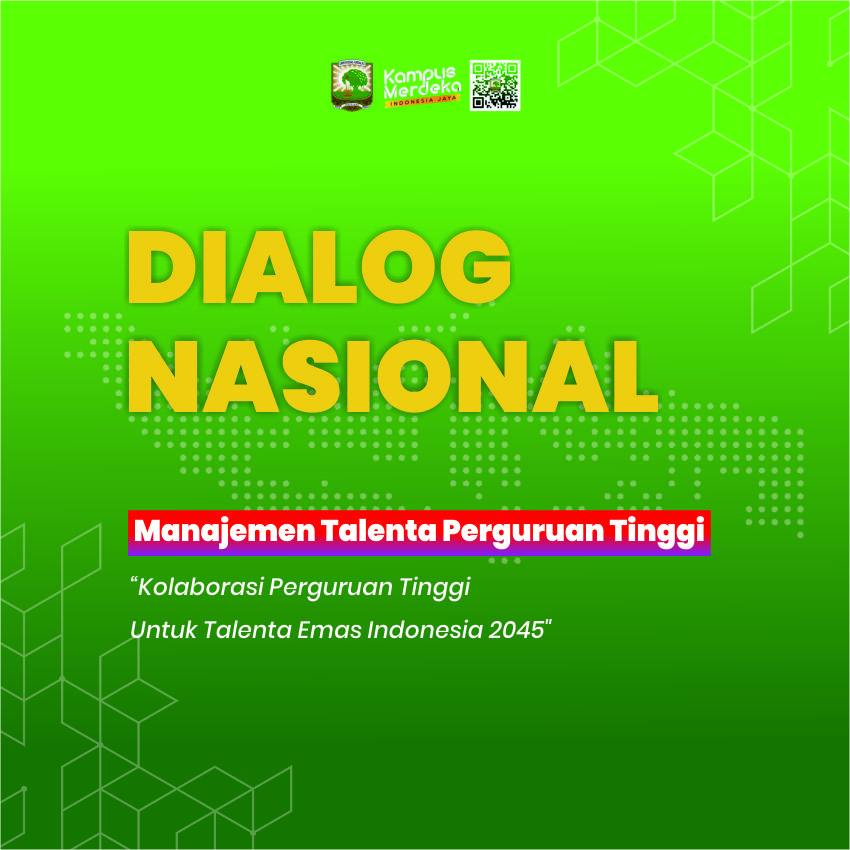 Kampus
Merdeka
INDONESIA JAYA
DIALOG
NASIONAL
Manajemen Talenta Perguruan Tinggi
“Kolaborasi Perguruan Tinggi
Untuk Talenta Emas Indonesia 2045"